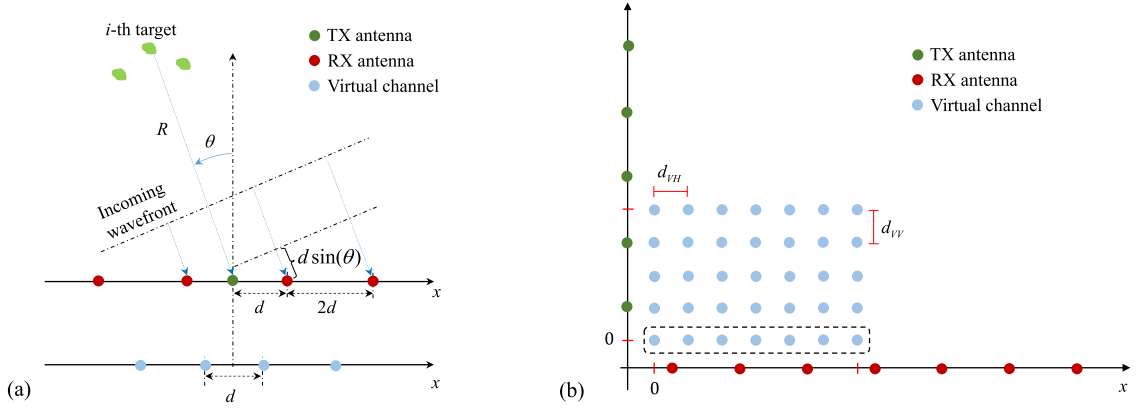 i-th target
TX antenna
RX antenna
Virtual channel
R
θ
Incoming
wavefront
d sin(θ)
x
d
2d
x
d
(a)
TX antenna
RX antenna
Virtual channel
d_VH
d_VV
0
0
x
(b)